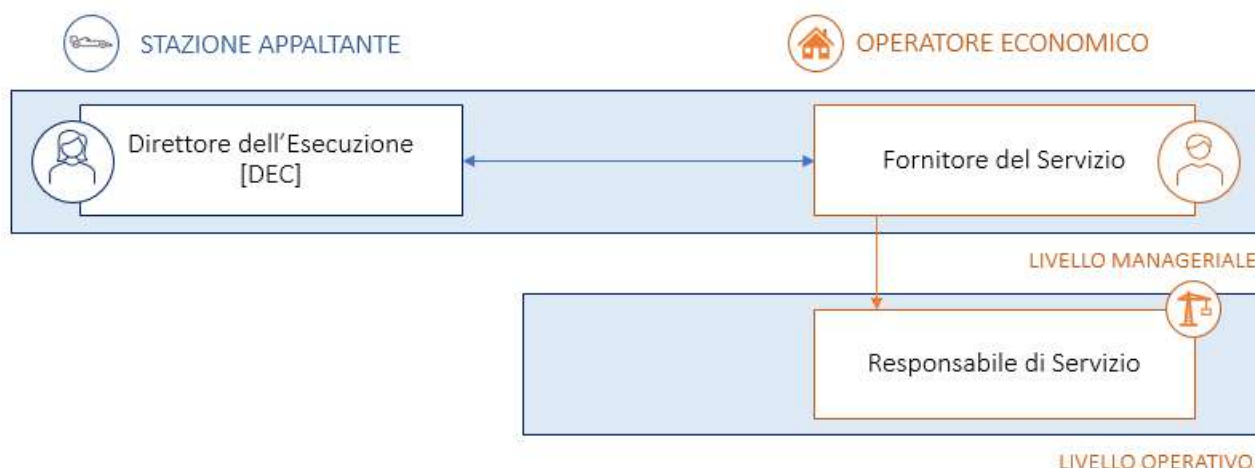 STAZIONE APPALTANTE
OPERATORE ECONOMICO
Direttore dell'Esecuzione
[DEC]
Fornitore del Servizio
LIVELLO MANAGERIALE
Responsabile di Servizio
LIVELLO OPERATIVO